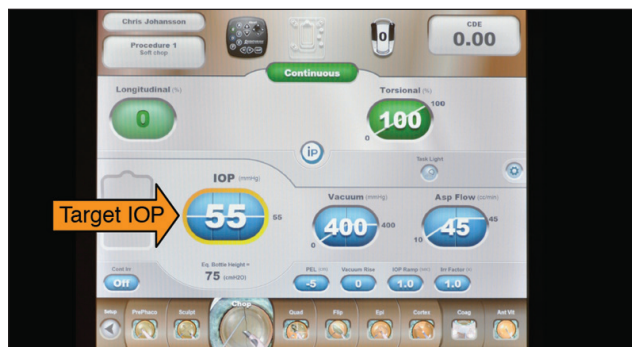 Chris Johansson
Procedure 1
Soft chop
0
CDE
0.00
Continuous
Longitudinal (%)
0
Torsional (%)
100
100
0
iP
Task Light
IOP (mmHg)
55
55
Target IOP
Vacuum (mmHg)
400
400
0
Asp Flow (cc/min)
45
45
10
Eq. Bottle Height =
75 (cmH2O)
Cont Irr
Off
PEL (cm)
-5
Vacuum Rise
0
IOP Ramp (sec)
1.0
Irr Factor (x)
1.0
Setup
PrePhaco
Sculpt
Chop
Quad
Flip
Epi
Cortex
Coag
Ant Vit